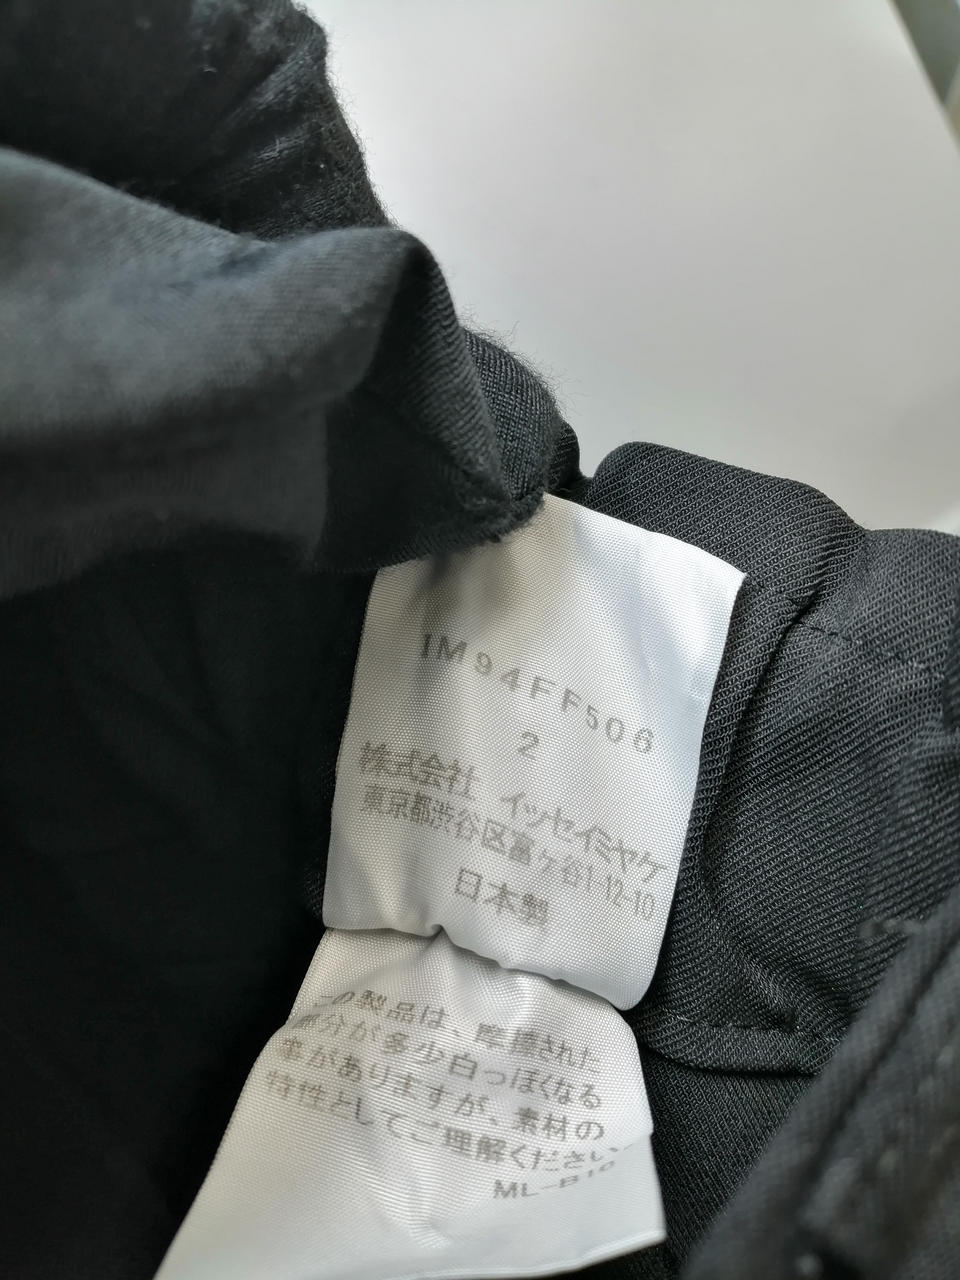 IM94FF506
2
株式会社 イッセイミヤケ
東京都渋谷区富ヶ谷1-12-10
日本製
この製品は、摩擦された
部分が多少白っぽくなる
事がありますが、素材の
特性としてご理解ください。
ML-B10